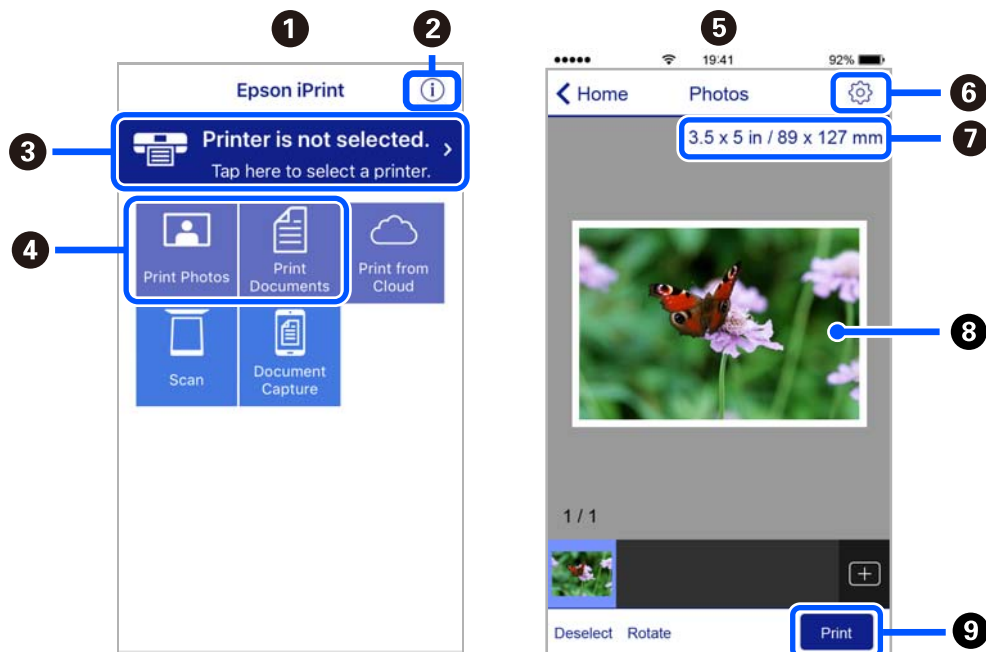 1
2
Epson iPrint
3
Printer is not selected.
Tap here to select a printer.
4
Print Photos
Print
Documents
Print from
Cloud
Scan
Document
Capture
5
19:41
92%
Home
Photos
6
3.5 x 5 in / 89 x 127 mm
7
8
1 / 1
Deselect
Rotate
Print
9